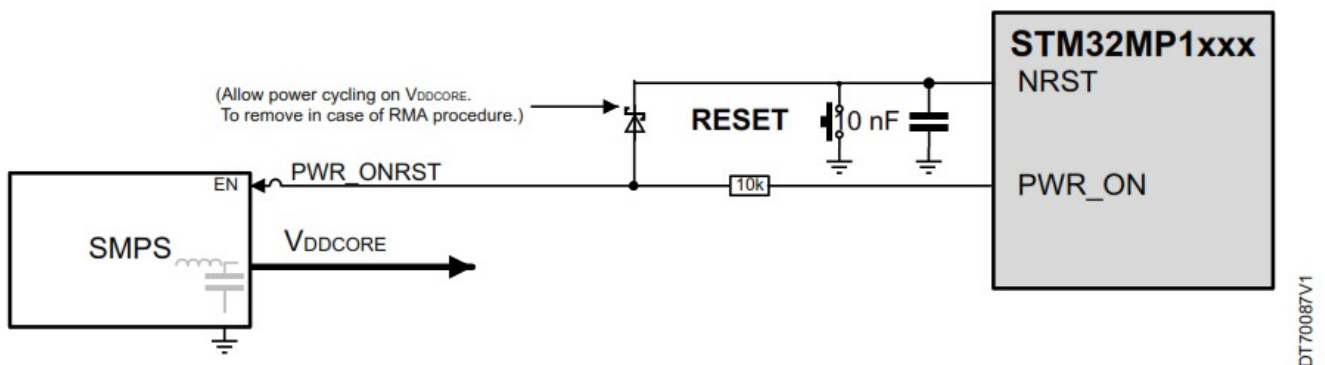 STM32MP1xxx
NRST
(Allow power cycling on VDDCORE.
To remove in case of RMA procedure.)
RESET
10 nF
PWR_ONRST
EN
10k
PWR_ON
SMPS
VDDCORE
DT70087V1